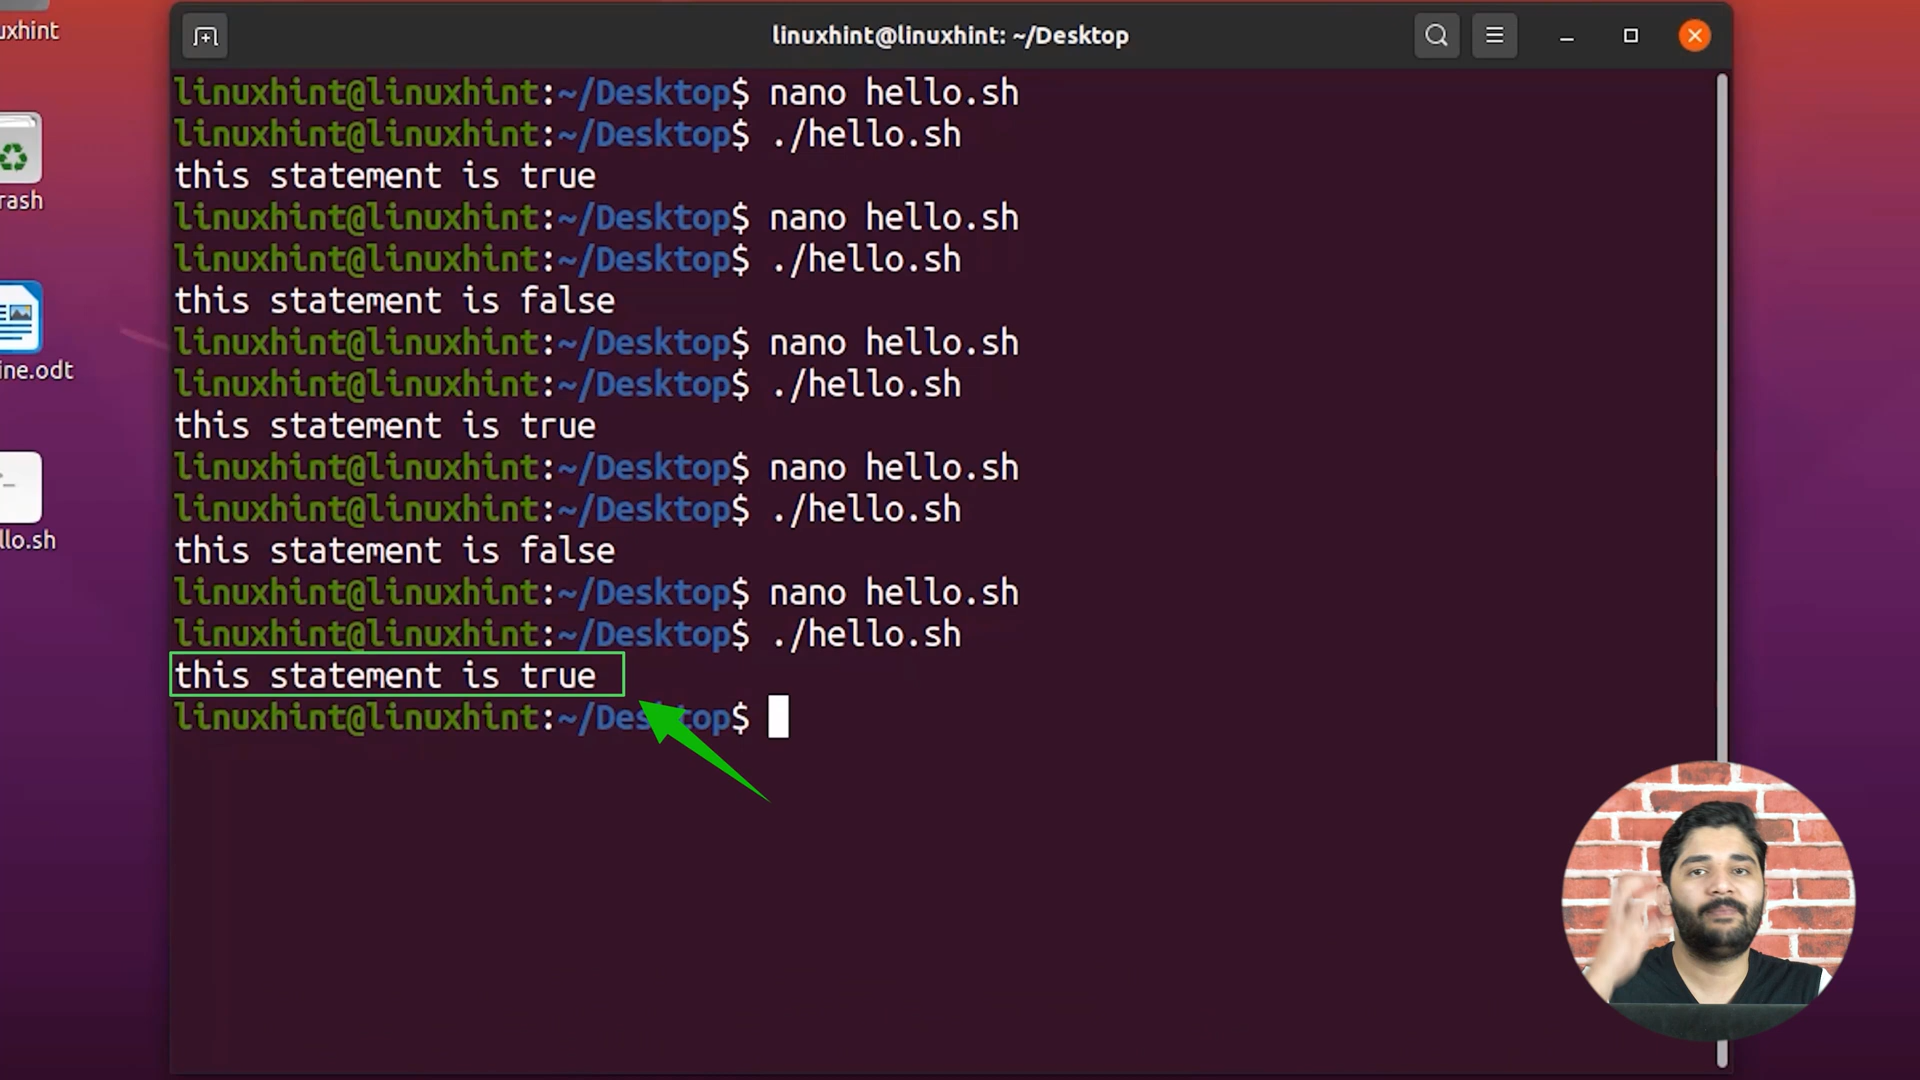 linuxhint@linuxhint: ~/Desktop
linuxhint@linuxhint:~/Desktop$ nano hello.sh
linuxhint@linuxhint:~/Desktop$ ./hello.sh
this statement is true
linuxhint@linuxhint:~/Desktop$ nano hello.sh
linuxhint@linuxhint:~/Desktop$ ./hello.sh
this statement is false
linuxhint@linuxhint:~/Desktop$ nano hello.sh
linuxhint@linuxhint:~/Desktop$ ./hello.sh
this statement is true
linuxhint@linuxhint:~/Desktop$ nano hello.sh
linuxhint@linuxhint:~/Desktop$ ./hello.sh
this statement is false
linuxhint@linuxhint:~/Desktop$ nano hello.sh
linuxhint@linuxhint:~/Desktop$ ./hello.sh
this statement is true
linuxhint@linuxhint:~/Desktop$
uxhint
rash
ine.odt
llo.sh